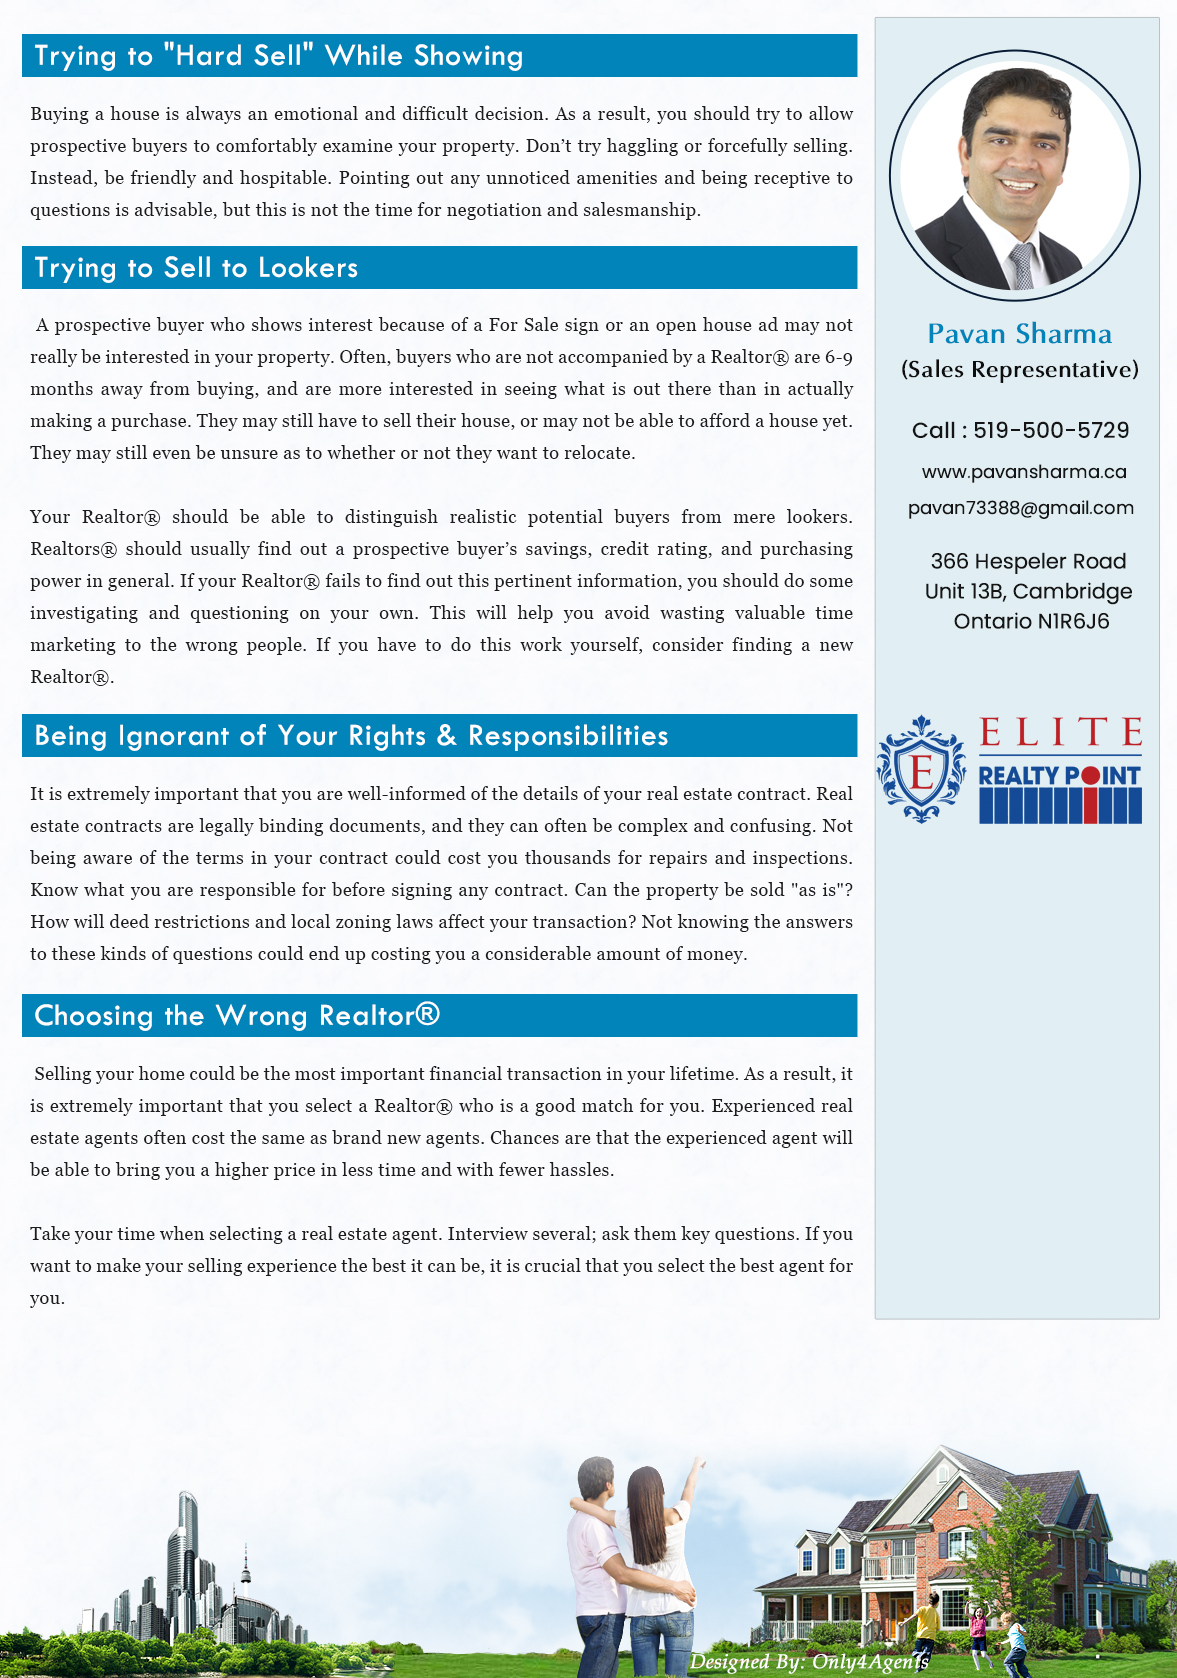 Trying to "Hard Sell" While Showing
Buying a house is always an emotional and difficult decision. As a result, you should try to allow
prospective buyers to comfortably examine your property. Don’t try haggling or forcefully selling.
Instead, be friendly and hospitable. Pointing out any unnoticed amenities and being receptive to
questions is advisable, but this is not the time for negotiation and salesmanship.
Trying to Sell to Lookers
A prospective buyer who shows interest because of a For Sale sign or an open house ad may not
really be interested in your property. Often, buyers who are not accompanied by a Realtor® are 6-9
months away from buying, and are more interested in seeing what is out there than in actually
making a purchase. They may still have to sell their house, or may not be able to afford a house yet.
They may still even be unsure as to whether or not they want to relocate.
Your Realtor® should be able to distinguish realistic potential buyers from mere lookers.
Realtors® should usually find out a prospective buyer’s savings, credit rating, and purchasing
power in general. If your Realtor® fails to find out this pertinent information, you should do some
investigating and questioning on your own. This will help you avoid wasting valuable time
marketing to the wrong people. If you have to do this work yourself, consider finding a new
Realtor®.
Being Ignorant of Your Rights & Responsibilities
It is extremely important that you are well-informed of the details of your real estate contract. Real
estate contracts are legally binding documents, and they can often be complex and confusing. Not
being aware of the terms in your contract could cost you thousands for repairs and inspections.
Know what you are responsible for before signing any contract. Can the property be sold "as is"?
How will deed restrictions and local zoning laws affect your transaction? Not knowing the answers
to these kinds of questions could end up costing you a considerable amount of money.
Choosing the Wrong Realtor®
Selling your home could be the most important financial transaction in your lifetime. As a result, it
is extremely important that you select a Realtor® who is a good match for you. Experienced real
estate agents often cost the same as brand new agents. Chances are that the experienced agent will
be able to bring you a higher price in less time and with fewer hassles.
Take your time when selecting a real estate agent. Interview several; ask them key questions. If you
want to make your selling experience the best it can be, it is crucial that you select the best agent for
you.
Pavan Sharma
(Sales Representative)
Call : 519-500-5729
www.pavansharma.ca
pavan73388@gmail.com
366 Hespeler Road
Unit 13B, Cambridge
Ontario N1R6J6
E
ELITE
REALTY POINT
Designed By: Only4Agents